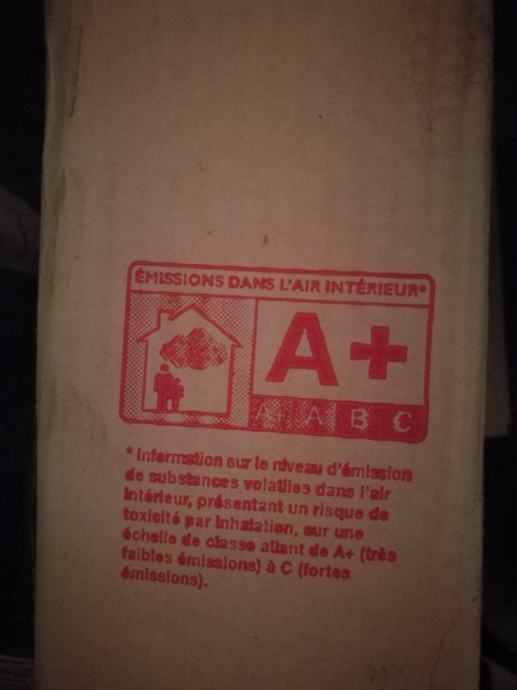 ÉMISSIONS DANS L'AIR INTÉRIEUR*
A+
A+ A B C
* Information sur le niveau d'émission
de substances volatiles dans l'air
intérieur, présentant un risque de
toxicité par inhalation, sur une
échelle de classe allant de A+ (très
faibles émissions) à C (fortes
émissions).